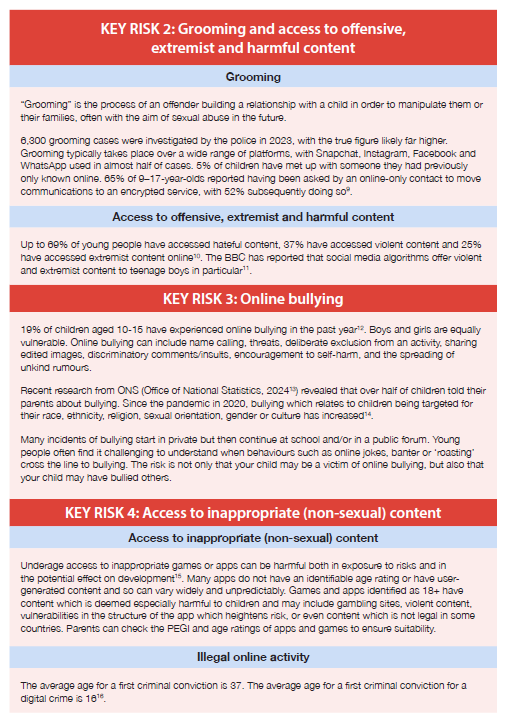 KEY RISK 2: Grooming and access to offensive,
extremist and harmful content
Grooming
“Grooming” is the process of an offender building a relationship with a child in order to manipulate them or
their families, often with the aim of sexual abuse in the future.
6,300 grooming cases were investigated by the police in 2023, with the true figure likely far higher.
Grooming typically takes place over a wide range of platforms, with Snapchat, Instagram, Facebook and
WhatsApp used in almost half of cases. 5% of children have met up with someone they had previously
only known online. 65% of 9–17-year-olds reported having been asked by an online-only contact to move
communications to an encrypted service, with 52% subsequently doing so⁹.
Access to offensive, extremist and harmful content
Up to 69% of young people have accessed hateful content, 37% have accessed violent content and 25%
have accessed extremist content online¹⁰. The BBC has reported that social media algorithms offer violent
and extremist content to teenage boys in particular¹¹.
KEY RISK 3: Online bullying
19% of children aged 10-15 have experienced online bullying in the past year¹². Boys and girls are equally
vulnerable. Online bullying can include name calling, threats, deliberate exclusion from an activity, sharing
edited images, discriminatory comments/insults, encouragement to self-harm, and the spreading of
unkind rumours.
Recent research from ONS (Office of National Statistics, 2024¹³) revealed that over half of children told their
parents about bullying. Since the pandemic in 2020, bullying which relates to children being targeted for
their race, ethnicity, religion, sexual orientation, gender or culture has increased¹⁴.
Many incidents of bullying start in private but then continue at school and/or in a public forum. Young
people often find it challenging to understand when behaviours such as online jokes, banter or ‘roasting’
cross the line to bullying. The risk is not only that your child may be a victim of online bullying, but also that
your child may have bullied others.
KEY RISK 4: Access to inappropriate (non-sexual) content
Access to inappropriate (non-sexual) content
Underage access to inappropriate games or apps can be harmful both in exposure to risks and in
the potential effect on development¹⁵. Many apps do not have an identifiable age rating or have user-
generated content and so can vary widely and unpredictably. Games and apps identified as 18+ have
content which is deemed especially harmful to children and may include gambling sites, violent content,
vulnerabilities in the structure of the app which heightens risk, or even content which is not legal in some
countries. Parents can check the PEGI and age ratings of apps and games to ensure suitability.
Illegal online activity
The average age for a first criminal conviction is 37. The average age for a first criminal conviction for a
digital crime is 16¹⁶.